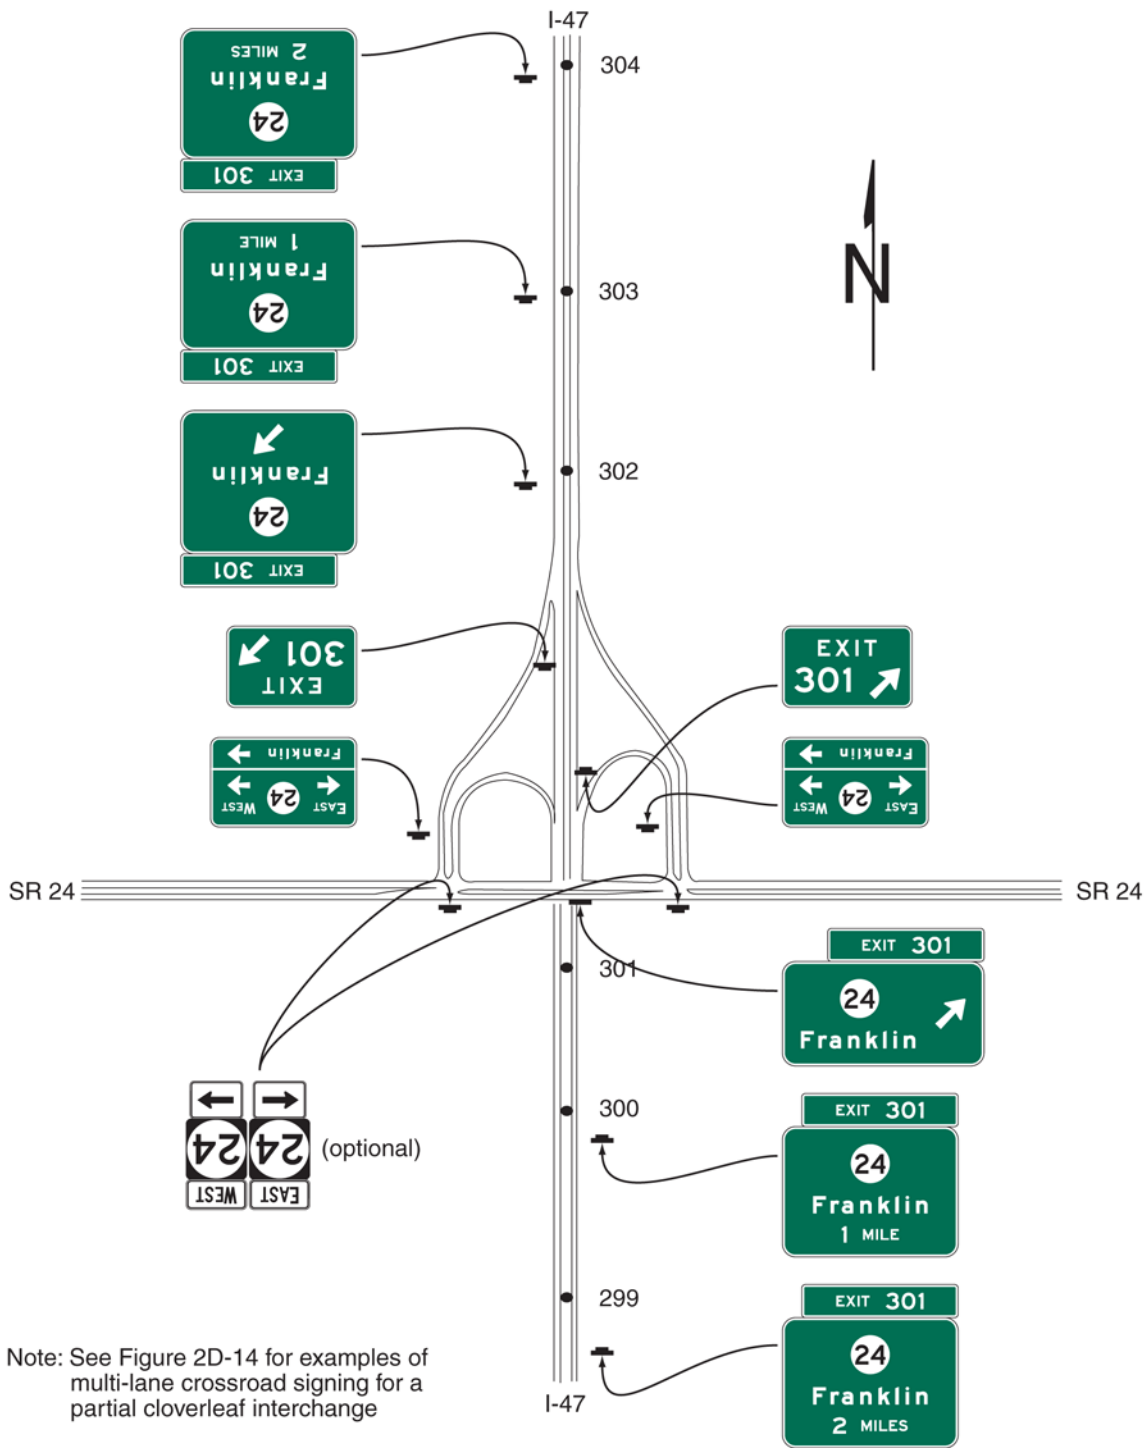 I-47
304
2 MILES
Franklin
24
EXIT 301
303
1 MILE
Franklin
24
EXIT 301
N
302
Franklin
24
EXIT 301
EXIT
301
EXIT
301
Franklin
EAST 24 WEST
Franklin
EAST 24 WEST
SR 24
SR 24
EXIT 301
24
Franklin
301
EXIT 301
24
Franklin
1 MILE
300
24 24
WEST EAST
(optional)
299
EXIT 301
24
Franklin
2 MILES
I-47
Note: See Figure 2D-14 for examples of
multi-lane crossroad signing for a
partial cloverleaf interchange